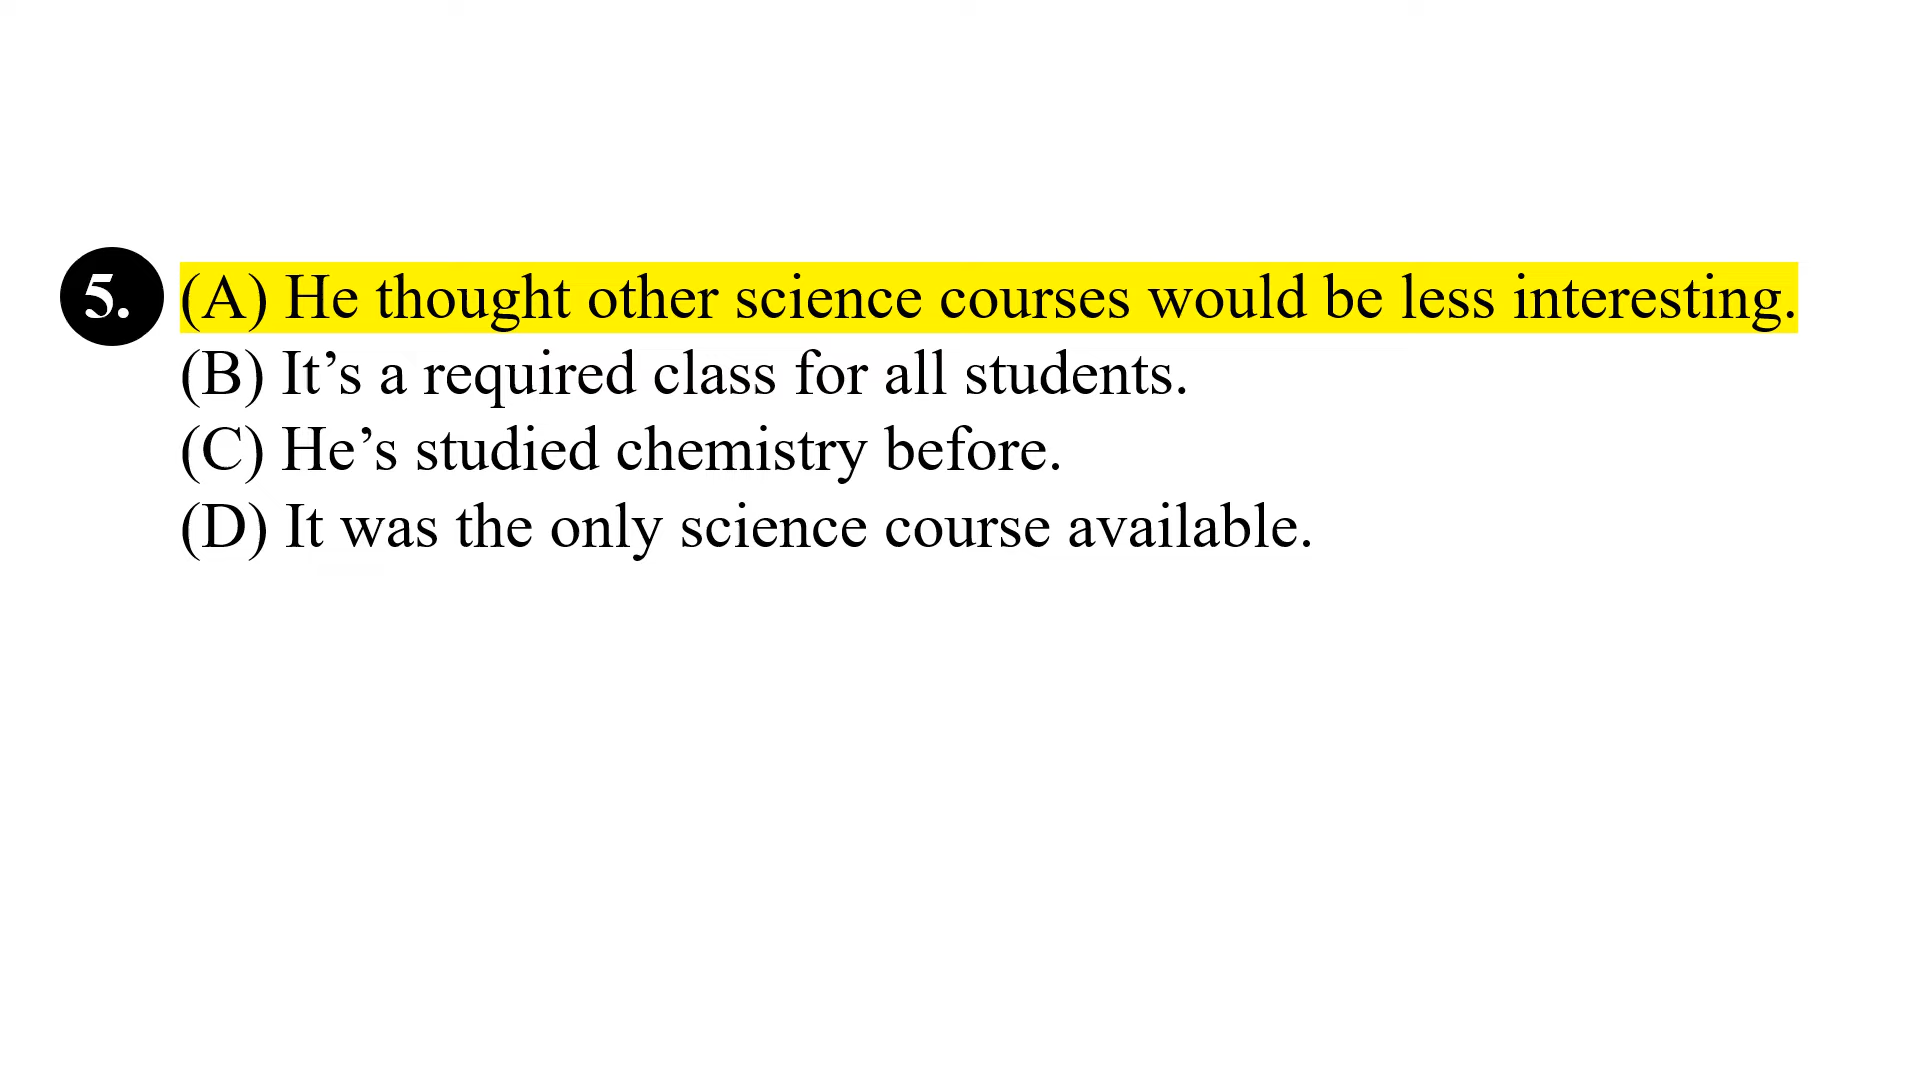 5. (A) He thought other science courses would be less interesting.
(B) It’s a required class for all students.
(C) He’s studied chemistry before.
(D) It was the only science course available.